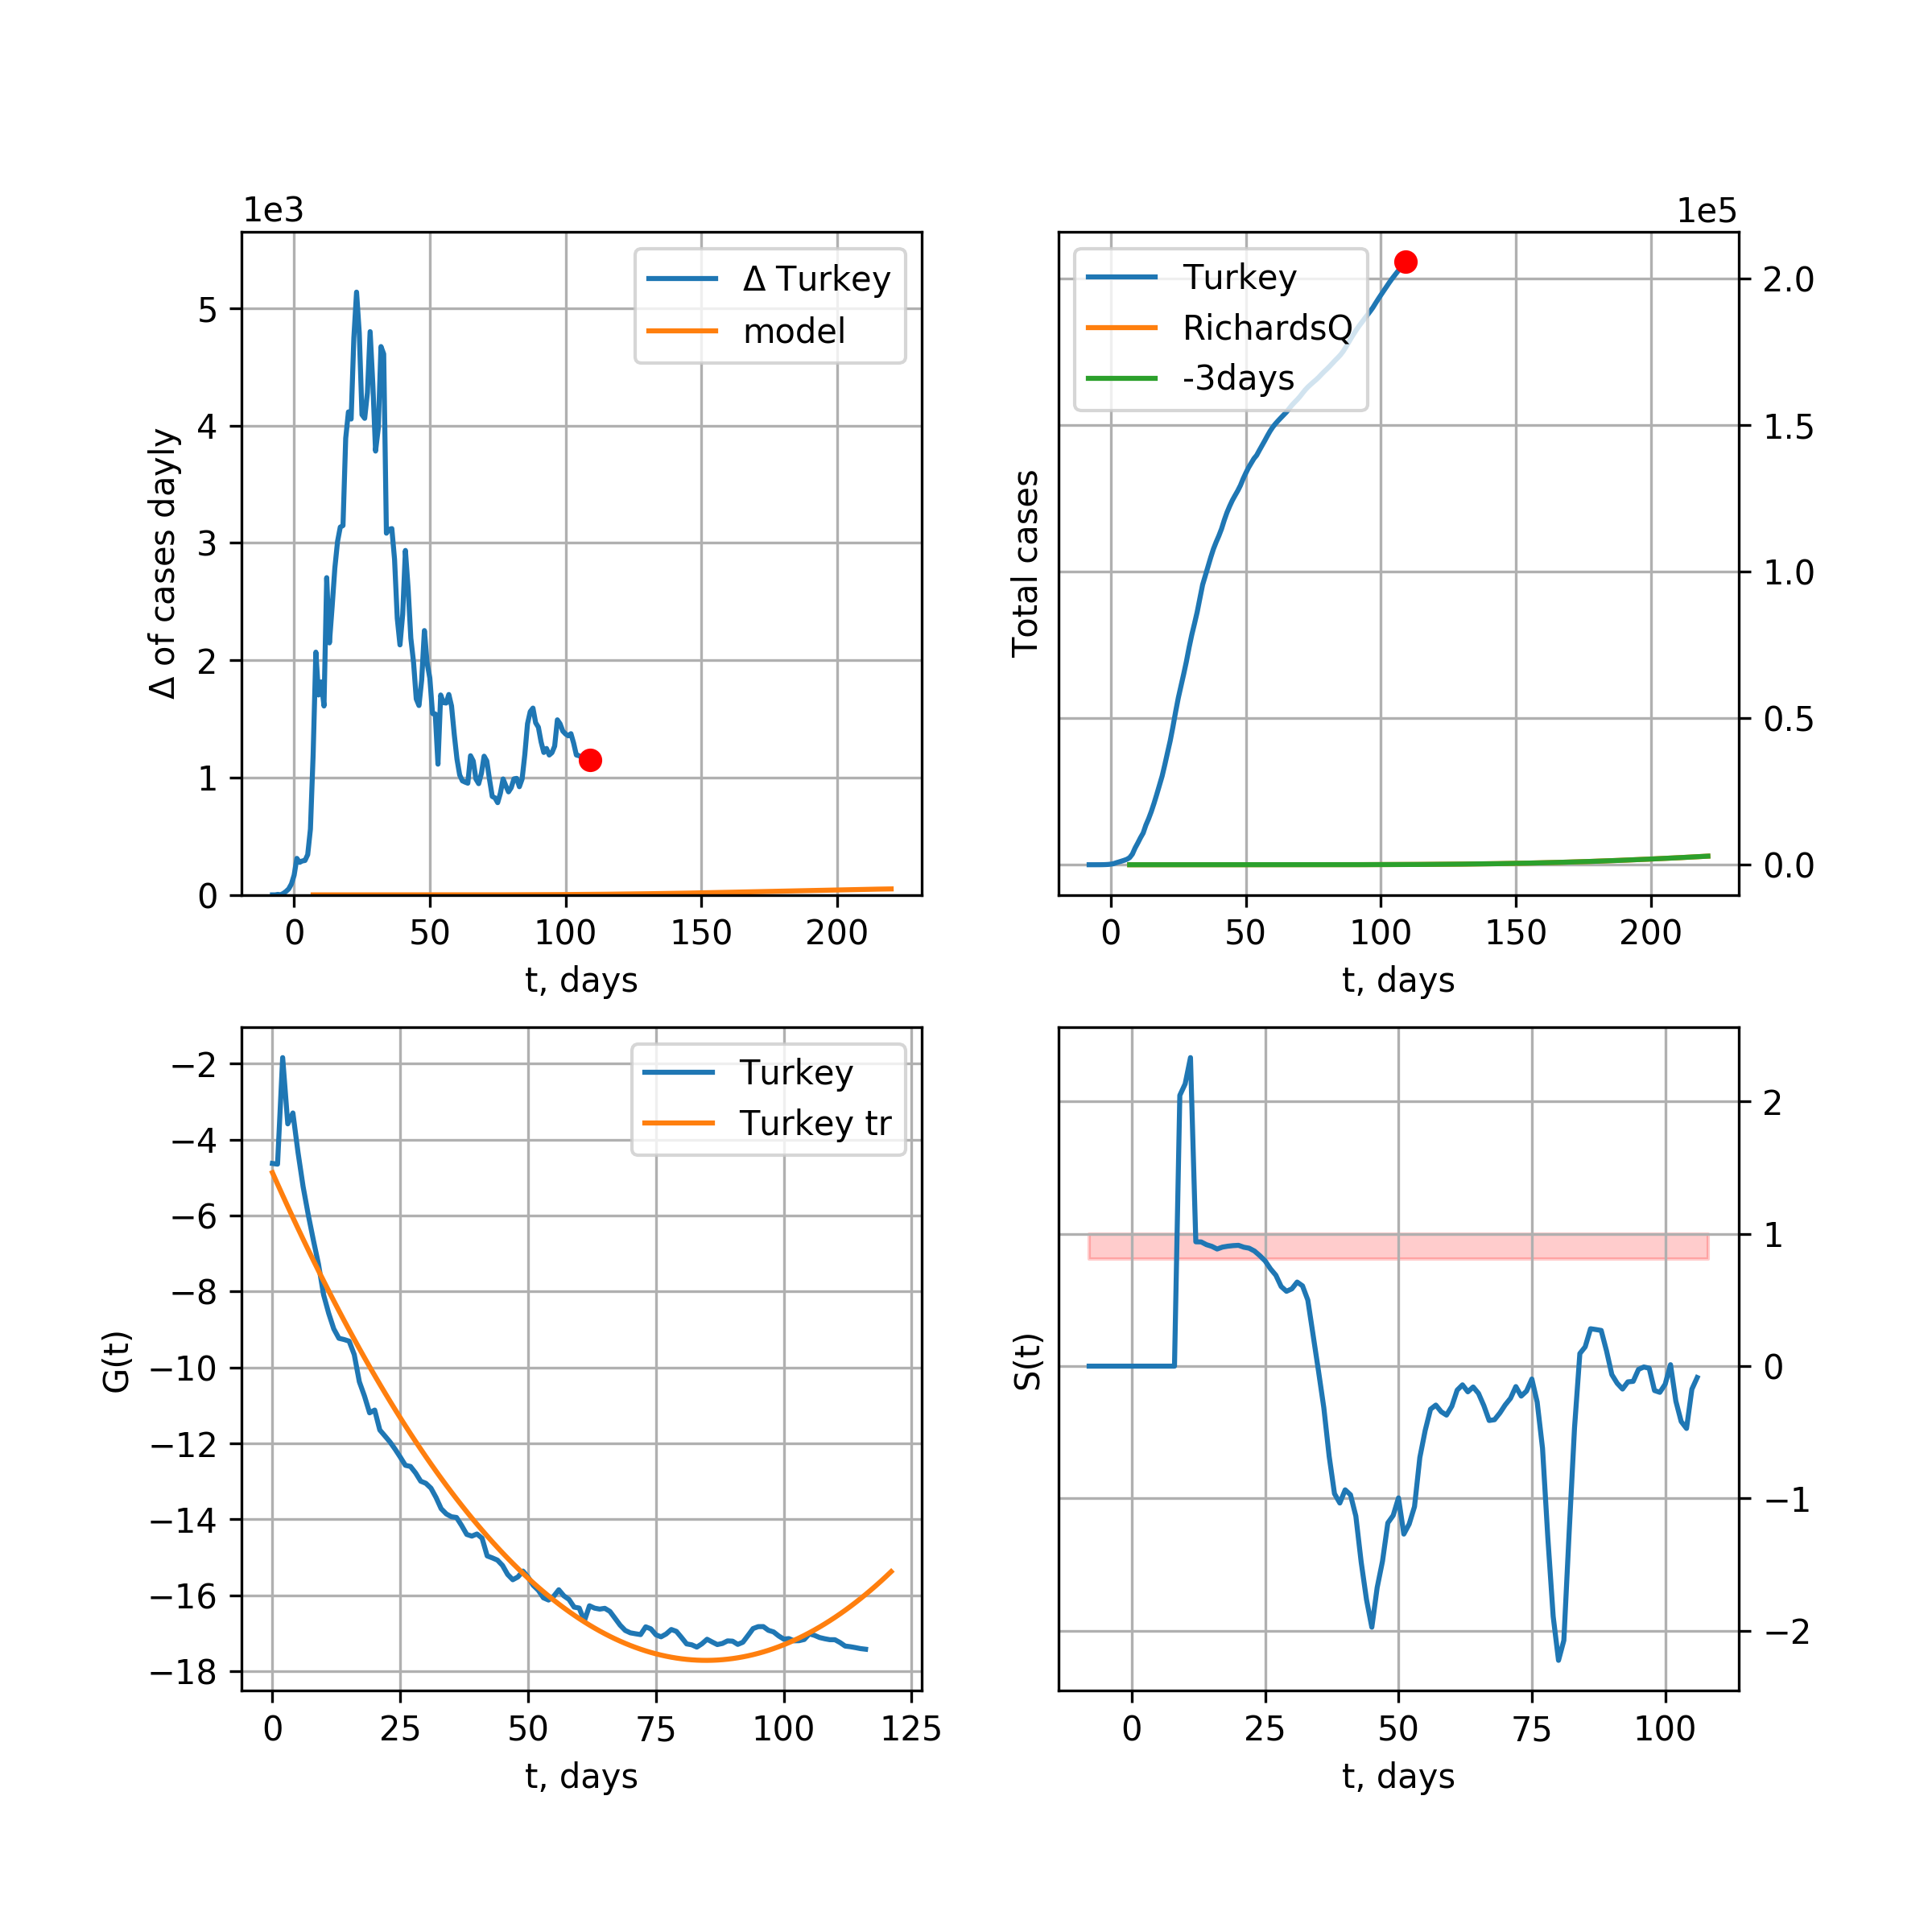 1e3
Δ of cases dayly
5
4
3
2
1
0
Δ Turkey
model
0 50 100 150 200
t, days
1e5
Total cases
Turkey
RichardsQ
-3days
2.0
1.5
1.0
0.5
0.0
0 50 100 150 200
t, days
G(t)
−2
−4
−6
−8
−10
−12
−14
−16
−18
Turkey
Turkey tr
0 25 50 75 100 125
t, days
S(t)
2
1
0
−1
−2
0 25 50 75 100
t, days